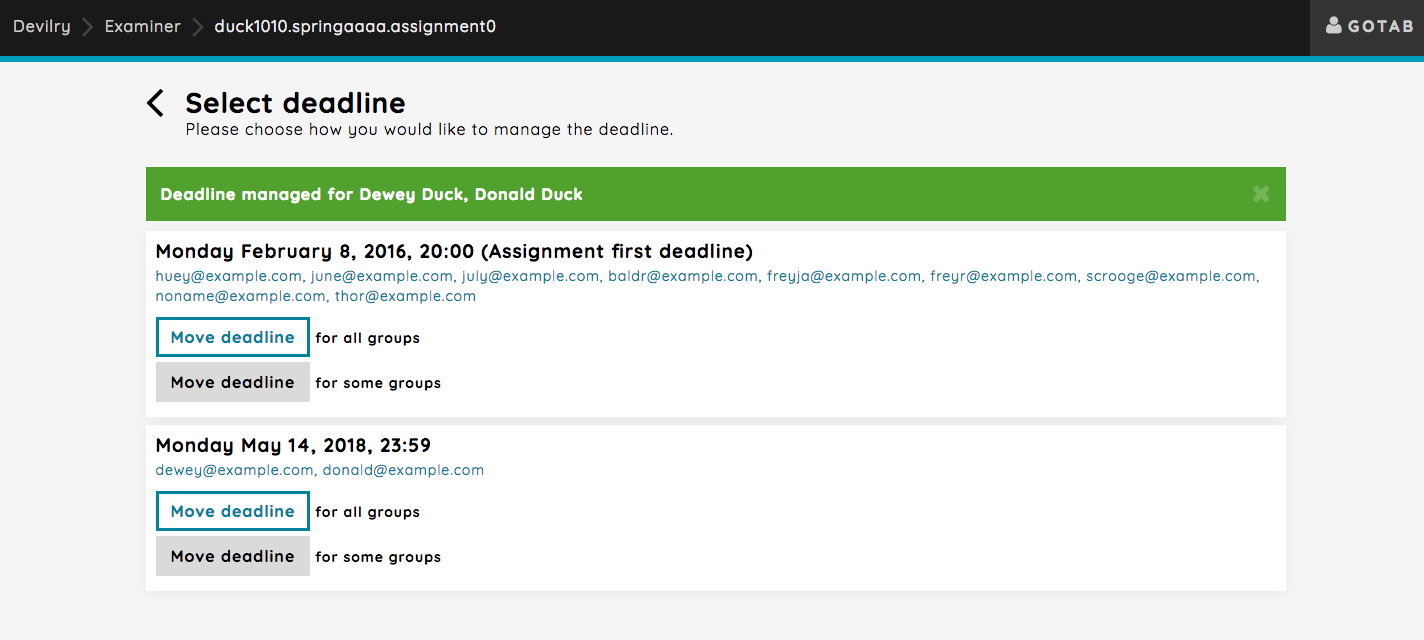 Devilry Examiner duck1010.springaaaa.assignment0 GOTAB
Select deadline
Please choose how you would like to manage the deadline.
Deadline managed for Dewey Duck, Donald Duck
Monday February 8, 2016, 20:00 (Assignment first deadline)
huey@example.com, june@example.com, july@example.com, baldr@example.com, freyja@example.com, freyr@example.com, scrooge@example.com,
noname@example.com, thor@example.com
Move deadline for all groups
Move deadline for some groups
Monday May 14, 2018, 23:59
dewey@example.com, donald@example.com
Move deadline for all groups
Move deadline for some groups